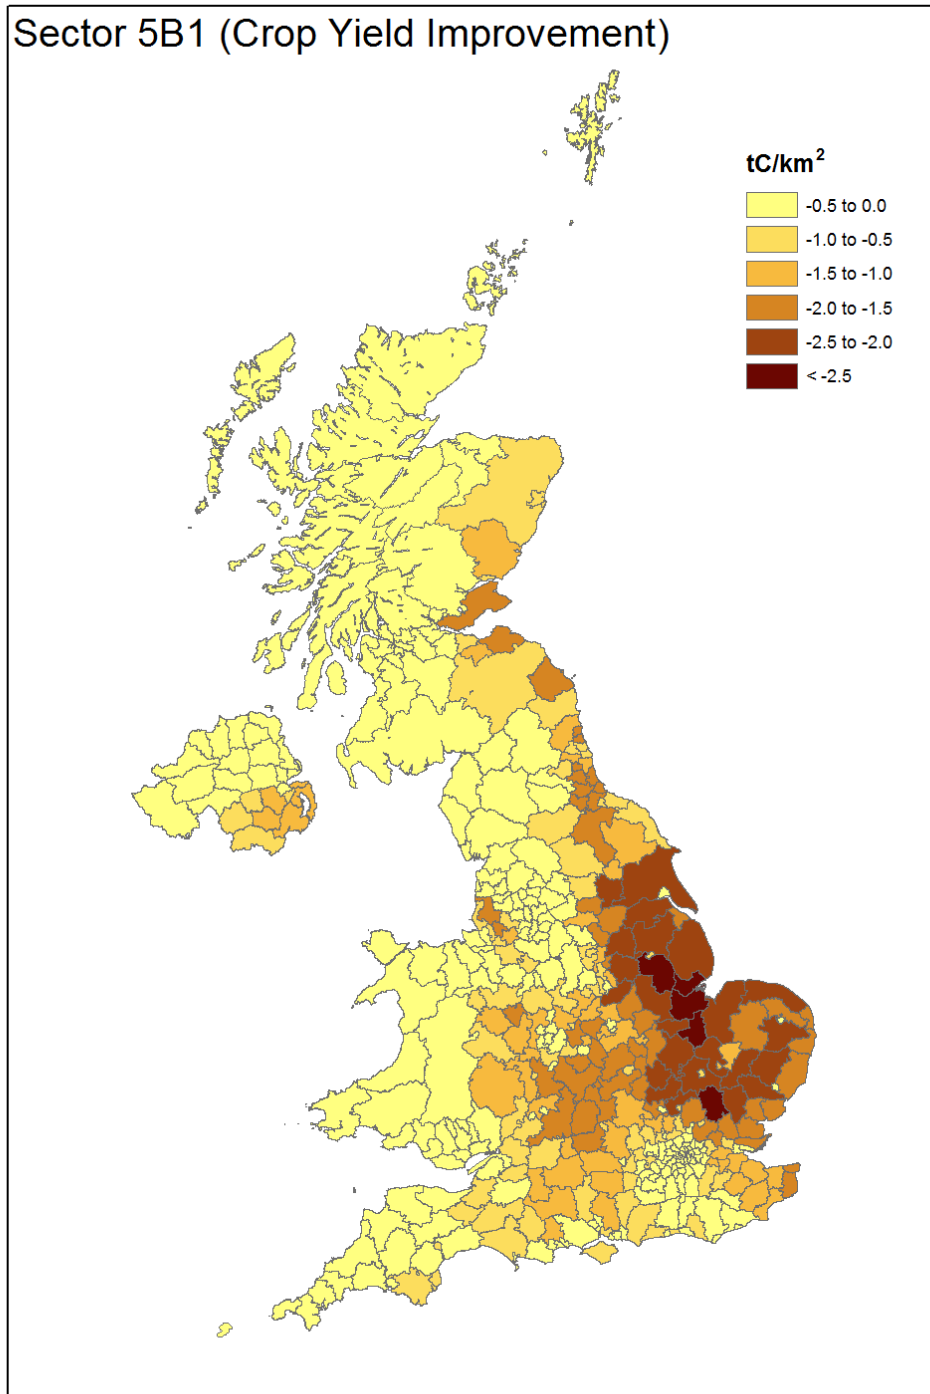 Sector 5B1 (Crop Yield Improvement)
tC/km²
-0.5 to 0.0
-1.0 to -0.5
-1.5 to -1.0
-2.0 to -1.5
-2.5 to -2.0
< -2.5